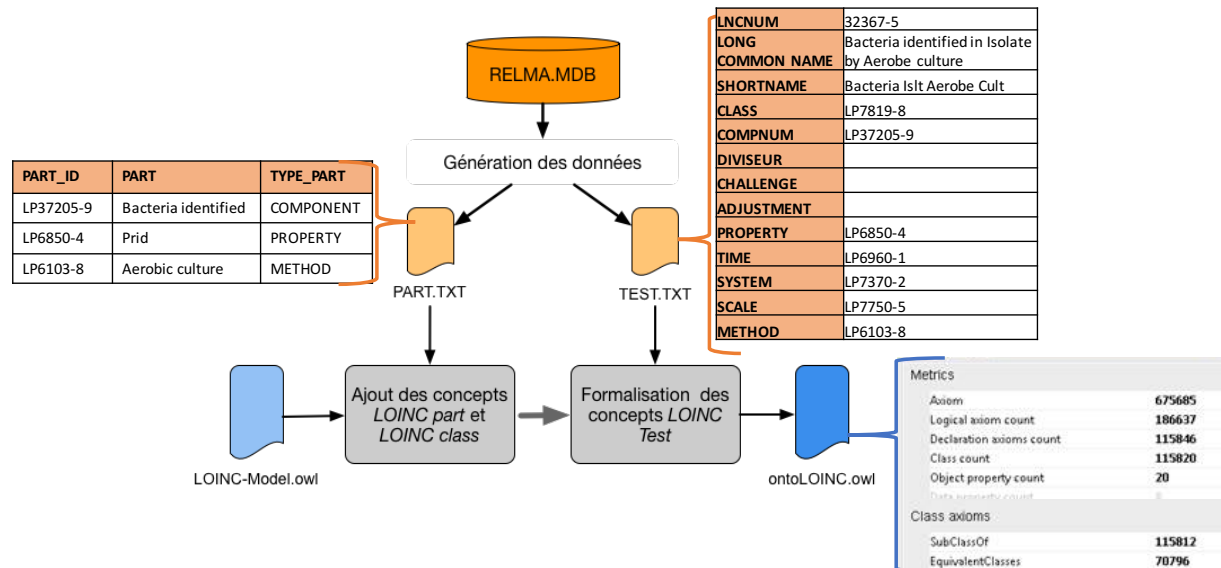 RELMA.MDB
Génération des données
PART_ID PART TYPE_PART
LP37205-9 Bacteria identified COMPONENT
LP6850-4 Prid PROPERTY
LP6103-8 Aerobic culture METHOD
PART.TXT
TEST.TXT
LNCNUM 32367-5
LONG Bacteria identified in Isolate
COMMON NAME by Aerobe culture
SHORTNAME Bacteria Islt Aerobe Cult
CLASS LP7819-8
COMPNUM LP37205-9
DIVISEUR
CHALLENGE
ADJUSTMENT
PROPERTY LP6850-4
TIME LP6960-1
SYSTEM LP7370-2
SCALE LP7750-5
METHOD LP6103-8
LOINC-Model.owl
Ajout des concepts
LOINC part et
LOINC class
Formalisation des
concepts LOINC
Test
ontoLOINC.owl
Metrics
Axiom 675685
Logical axiom count 186637
Declaration axioms count 115846
Class count 115820
Object property count 20
Data property count
Class axioms
SubClassOf 115812
EquivalentClasses 70796